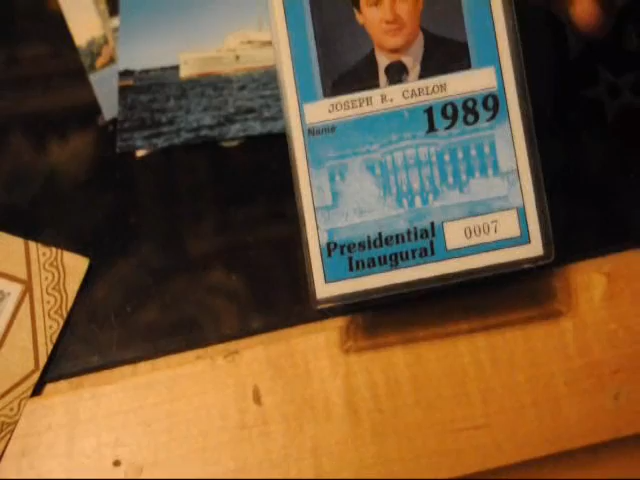 JOSEPH R. CARLON
Name
1989
Presidential
Inaugural
0007